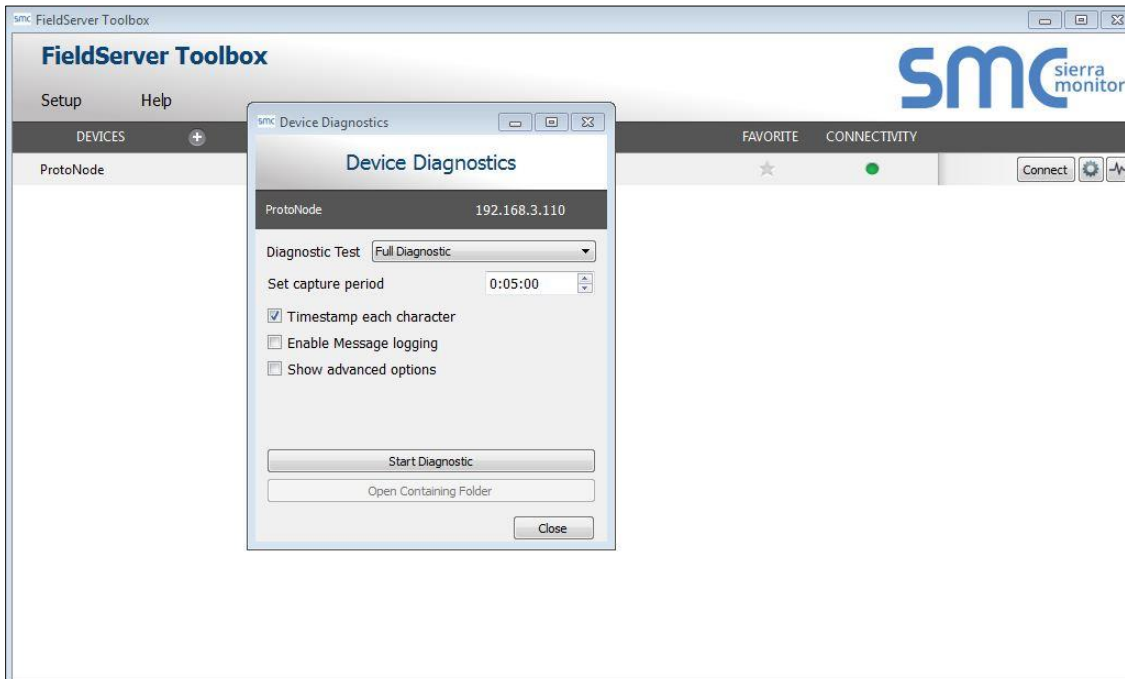 smc FieldServer Toolbox
FieldServer Toolbox
smc sierra monitor
Setup Help
DEVICES FAVORITE CONNECTIVITY
ProtoNode Connect
smc Device Diagnostics
Device Diagnostics
ProtoNode 192.168.3.110
Diagnostic Test Full Diagnostic
Set capture period 0:05:00
Timestamp each character
Enable Message logging
Show advanced options
Start Diagnostic
Open Containing Folder
Close